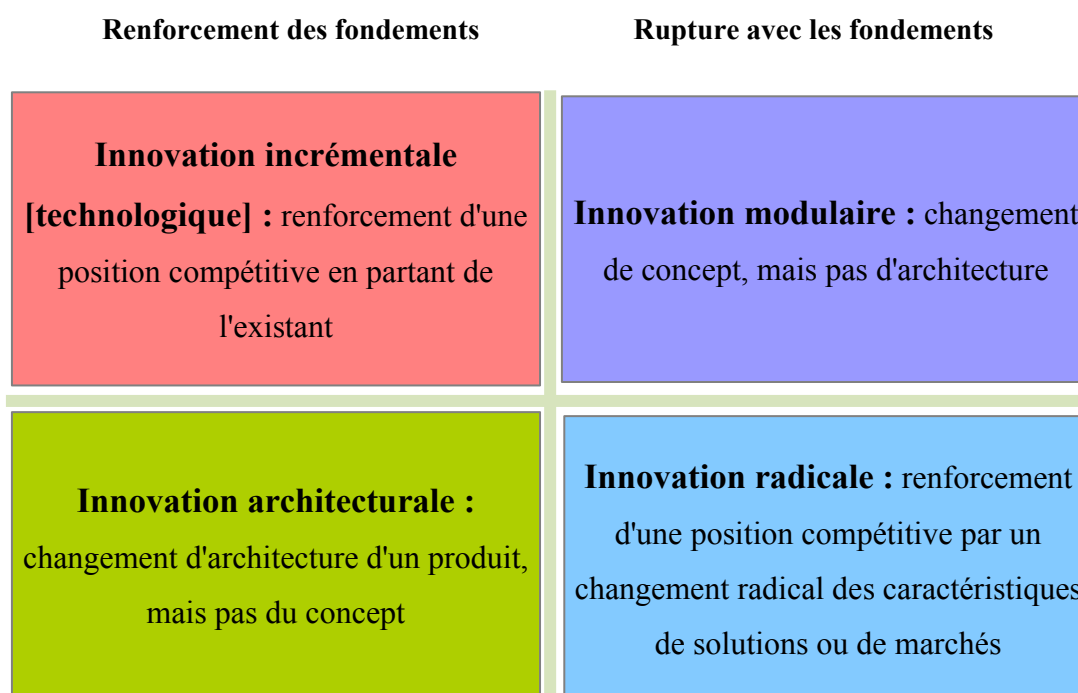 Renforcement des fondements
Rupture avec les fondements
Innovation incrémentale
[technologique] : renforcement d'une
position compétitive en partant de
l'existant
Innovation modulaire : changement
de concept, mais pas d'architecture
Innovation architecturale :
changement d'architecture d'un produit,
mais pas du concept
Innovation radicale : renforcement
d'une position compétitive par un
changement radical des caractéristiques
de solutions ou de marchés